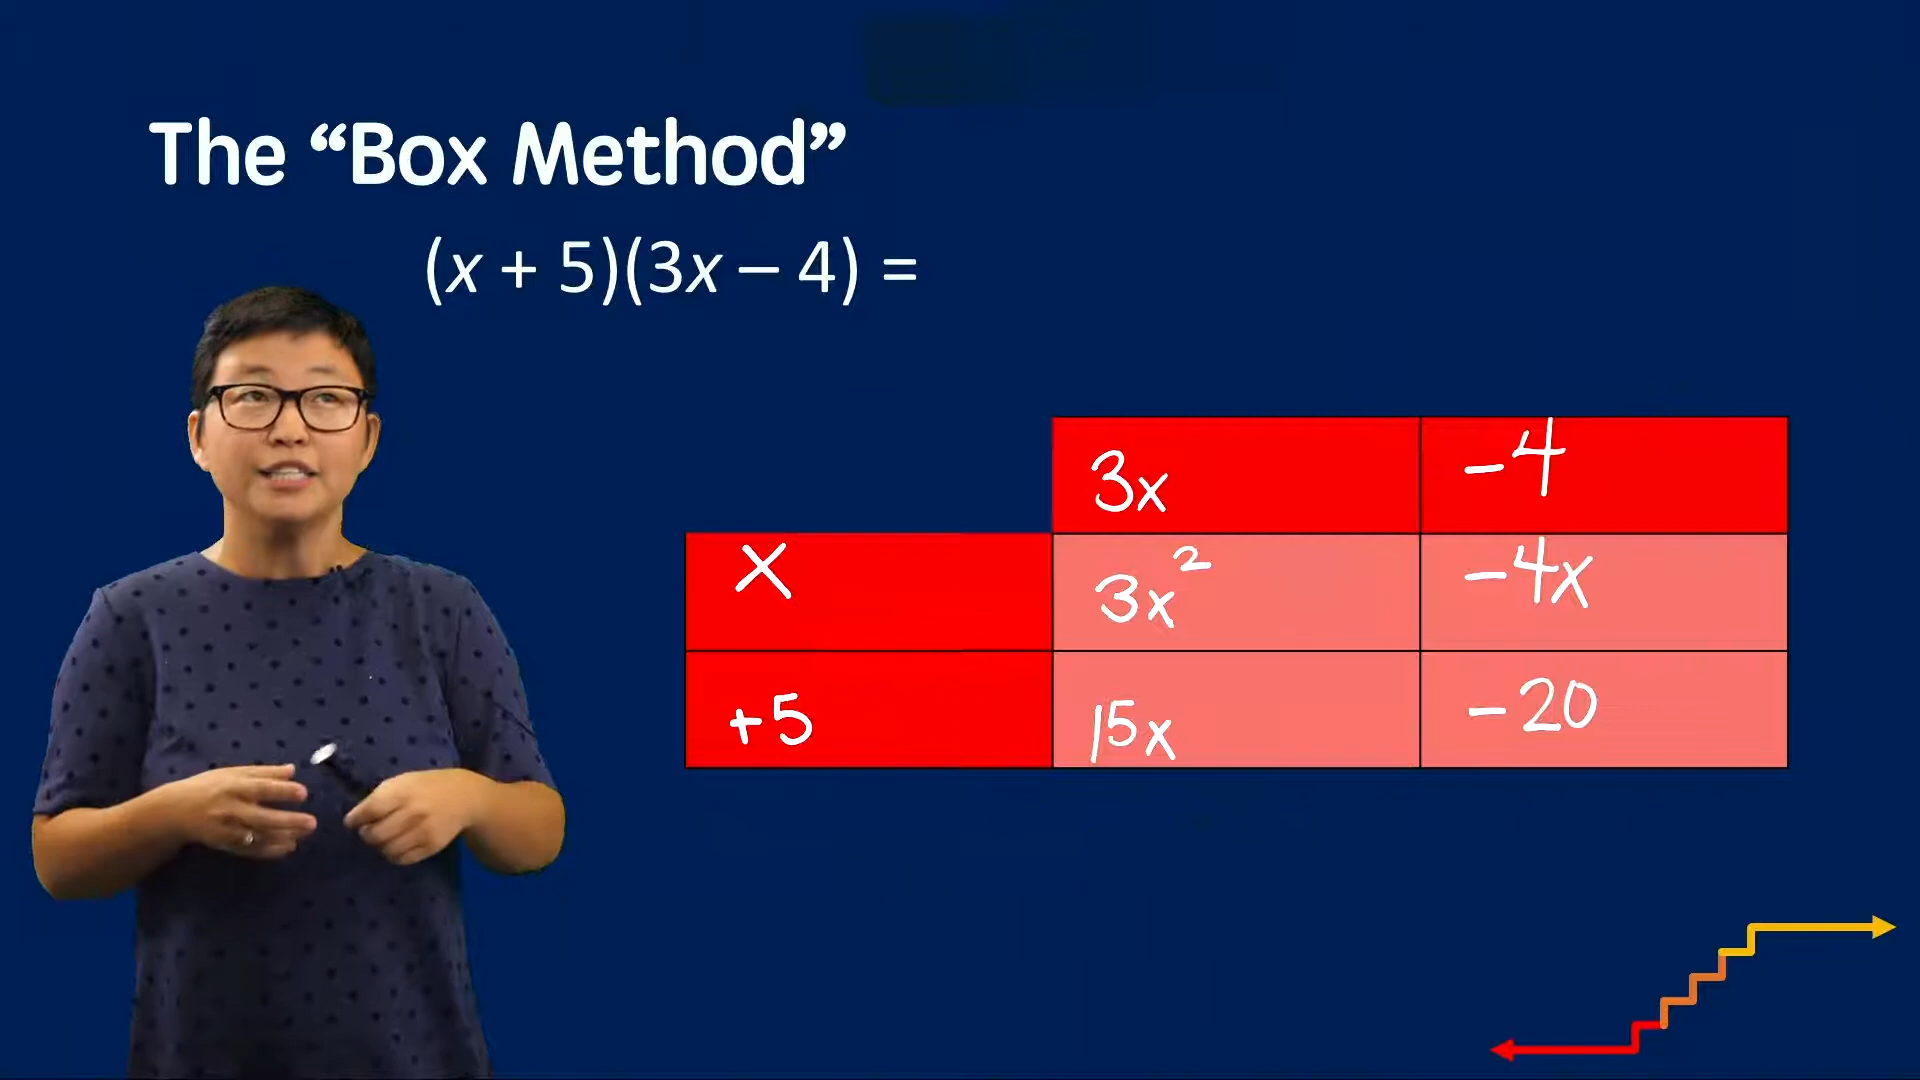 The “Box Method”
(x + 5)(3x – 4) =
3x -4
x 3x² -4x
+5 15x -20